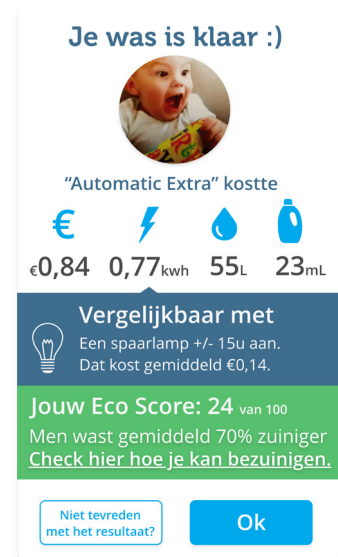 Je was is klaar :)
“Automatic Extra” kostte
€
€0,84 0,77kwh 55L 23mL
Vergelijkbaar met
Een spaarlamp +/- 15u aan.
Dat kost gemiddeld €0,14.
Jouw Eco Score: 24 van 100
Men wast gemiddeld 70% zuiniger
Check hier hoe je kan bezuinigen.
Niet tevreden
met het resultaat?
Ok